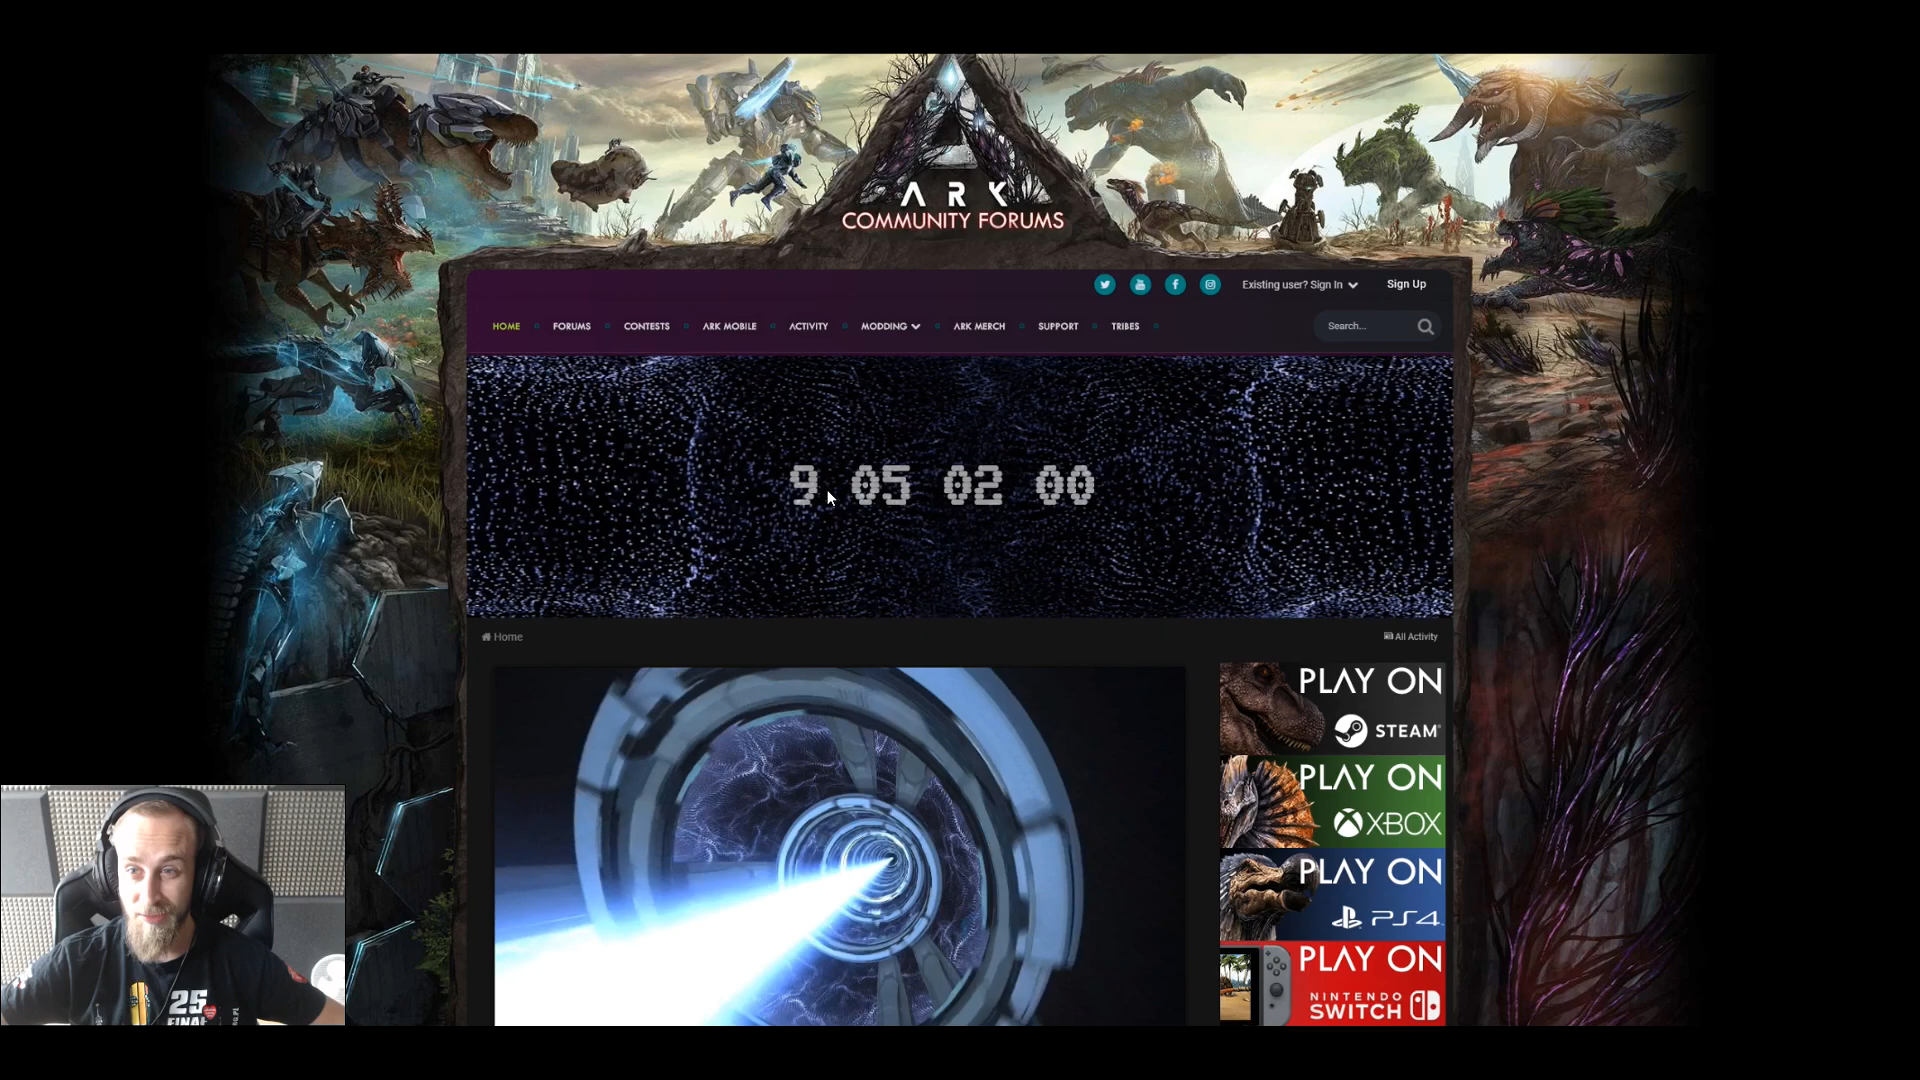 ARK
COMMUNITY FORUMS
Existing user? Sign In
Sign Up
HOME
FORUMS
CONTESTS
ARK MOBILE
ACTIVITY
MODDING
ARK MERCH
SUPPORT
TRIBES
Search...
9 05 02 00
Home
All Activity
PLAY ON
STEAM
PLAY ON
XBOX
PLAY ON
PS4
PLAY ON
NINTENDO
SWITCH
25
FINAŁ